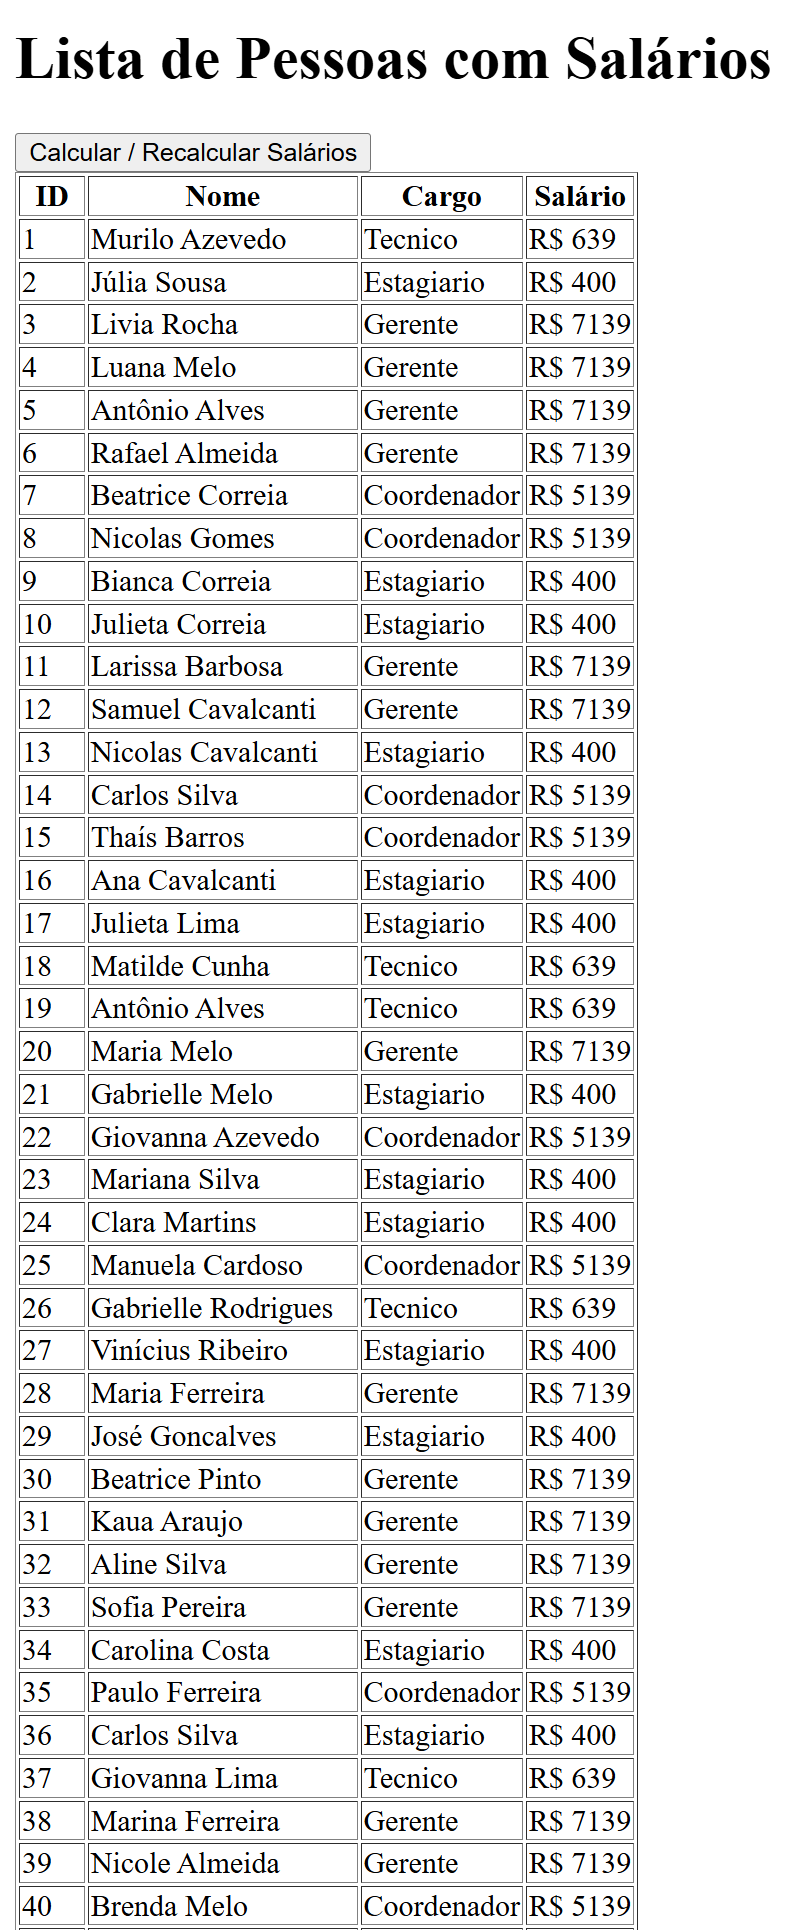 Lista de Pessoas com Salários
Calcular / Recalcular Salários
ID Nome Cargo Salário
1 Murilo Azevedo Tecnico R$ 639
2 Júlia Sousa Estagiario R$ 400
3 Livia Rocha Gerente R$ 7139
4 Luana Melo Gerente R$ 7139
5 Antônio Alves Gerente R$ 7139
6 Rafael Almeida Gerente R$ 7139
7 Beatrice Correia Coordenador R$ 5139
8 Nicolas Gomes Coordenador R$ 5139
9 Bianca Correia Estagiario R$ 400
10 Julieta Correia Estagiario R$ 400
11 Larissa Barbosa Gerente R$ 7139
12 Samuel Cavalcanti Gerente R$ 7139
13 Nicolas Cavalcanti Estagiario R$ 400
14 Carlos Silva Coordenador R$ 5139
15 Thaís Barros Coordenador R$ 5139
16 Ana Cavalcanti Estagiario R$ 400
17 Julieta Lima Estagiario R$ 400
18 Matilde Cunha Tecnico R$ 639
19 Antônio Alves Tecnico R$ 639
20 Maria Melo Gerente R$ 7139
21 Gabrielle Melo Estagiario R$ 400
22 Giovanna Azevedo Coordenador R$ 5139
23 Mariana Silva Estagiario R$ 400
24 Clara Martins Estagiario R$ 400
25 Manuela Cardoso Coordenador R$ 5139
26 Gabrielle Rodrigues Tecnico R$ 639
27 Vinícius Ribeiro Estagiario R$ 400
28 Maria Ferreira Gerente R$ 7139
29 José Goncalves Estagiario R$ 400
30 Beatrice Pinto Gerente R$ 7139
31 Kaua Araujo Gerente R$ 7139
32 Aline Silva Gerente R$ 7139
33 Sofia Pereira Gerente R$ 7139
34 Carolina Costa Estagiario R$ 400
35 Paulo Ferreira Coordenador R$ 5139
36 Carlos Silva Estagiario R$ 400
37 Giovanna Lima Tecnico R$ 639
38 Marina Ferreira Gerente R$ 7139
39 Nicole Almeida Gerente R$ 7139
40 Brenda Melo Coordenador R$ 5139